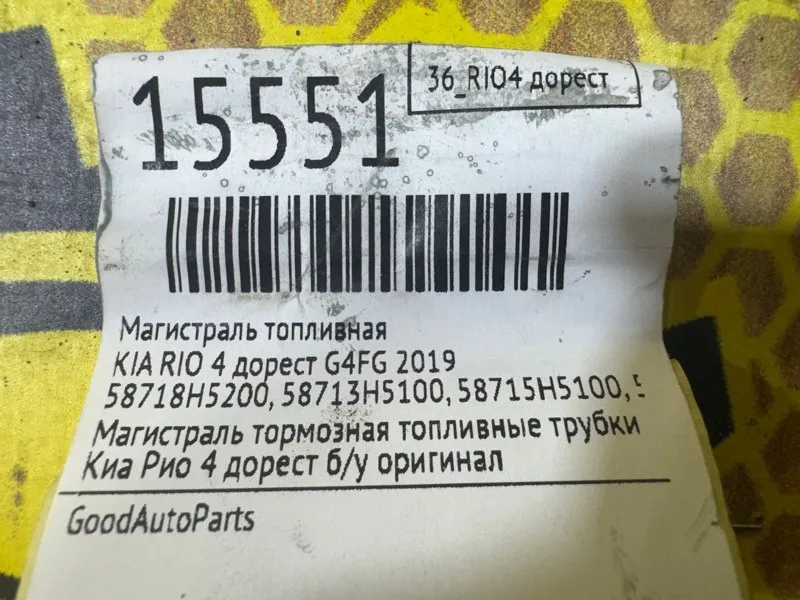 15551
36_RIO4 дорест
Магистраль топливная
KIA RIO 4 дорест G4FG 2019
58718H5200, 58713H5100, 58715H5100,
Магистраль тормозная топливные трубки
Киа Рио 4 дорест б/у оригинал
GoodAutoParts